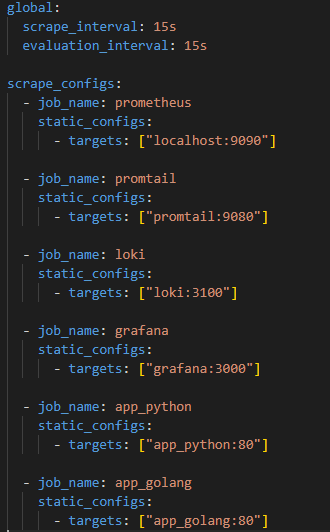 global:
  scrape_interval: 15s
  evaluation_interval: 15s

scrape_configs:
  - job_name: prometheus
    static_configs:
      - targets: ["localhost:9090"]

  - job_name: promtail
    static_configs:
      - targets: ["promtail:9080"]

  - job_name: loki
    static_configs:
      - targets: ["loki:3100"]

  - job_name: grafana
    static_configs:
      - targets: ["grafana:3000"]

  - job_name: app_python
    static_configs:
      - targets: ["app_python:80"]

  - job_name: app_golang
    static_configs:
      - targets: ["app_golang:80"]